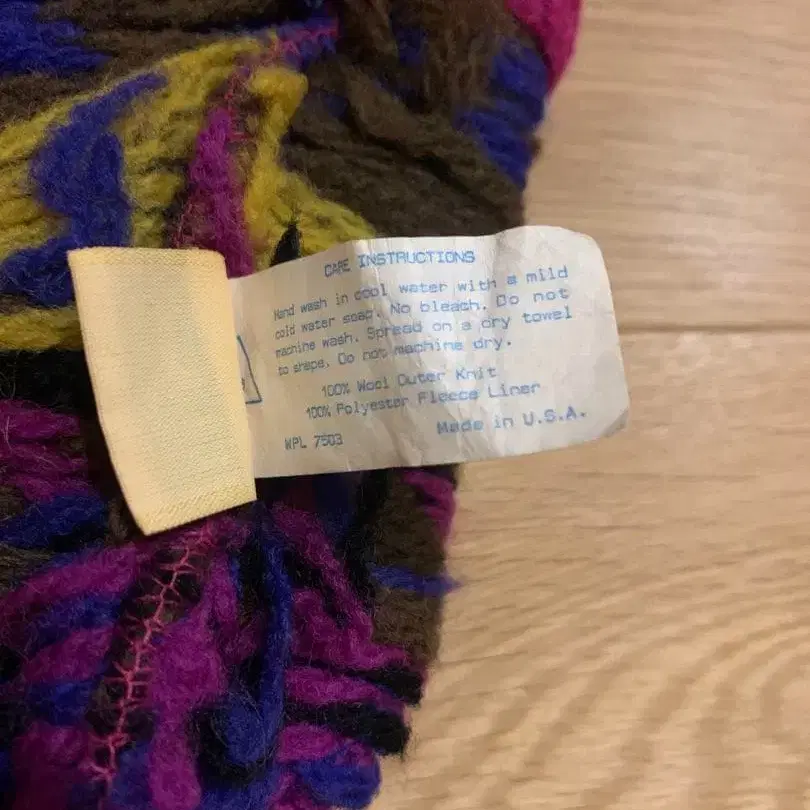 CARE INSTRUCTIONS
Hand wash in cool water with a mild
cold water soap. No bleach. Do not
machine wash. Spread on a dry towel
to shape. Do not machine dry.
100% Wool Outer Knit
100% Polyester Fleece Liner
WPL 7503 Made in U.S.A.